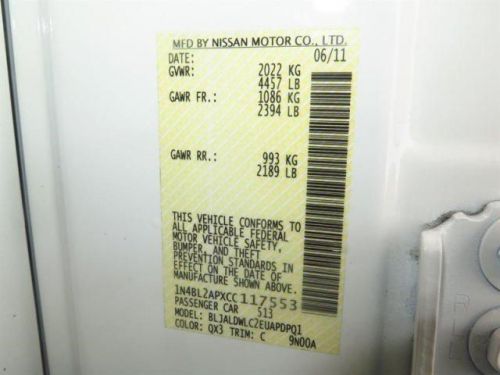 MFD BY NISSAN MOTOR CO., LTD.
DATE: 06/11
GVWR: 2022 KG
4457 LB
GAWR FR.: 1086 KG
2394 LB
GAWR RR.: 993 KG
2189 LB
THIS VEHICLE CONFORMS TO
ALL APPLICABLE FEDERAL
MOTOR VEHICLE SAFETY,
BUMPER, AND THEFT
PREVENTION STANDARDS IN
EFFECT ON THE DATE OF
MANUFACTURE SHOWN ABOVE.
1N4BL2APXCC117553
PASSENGER CAR 513
MODEL: BLJALDWLC2EUAPDPQ1
COLOR: QX3 TRIM: C 9N00A